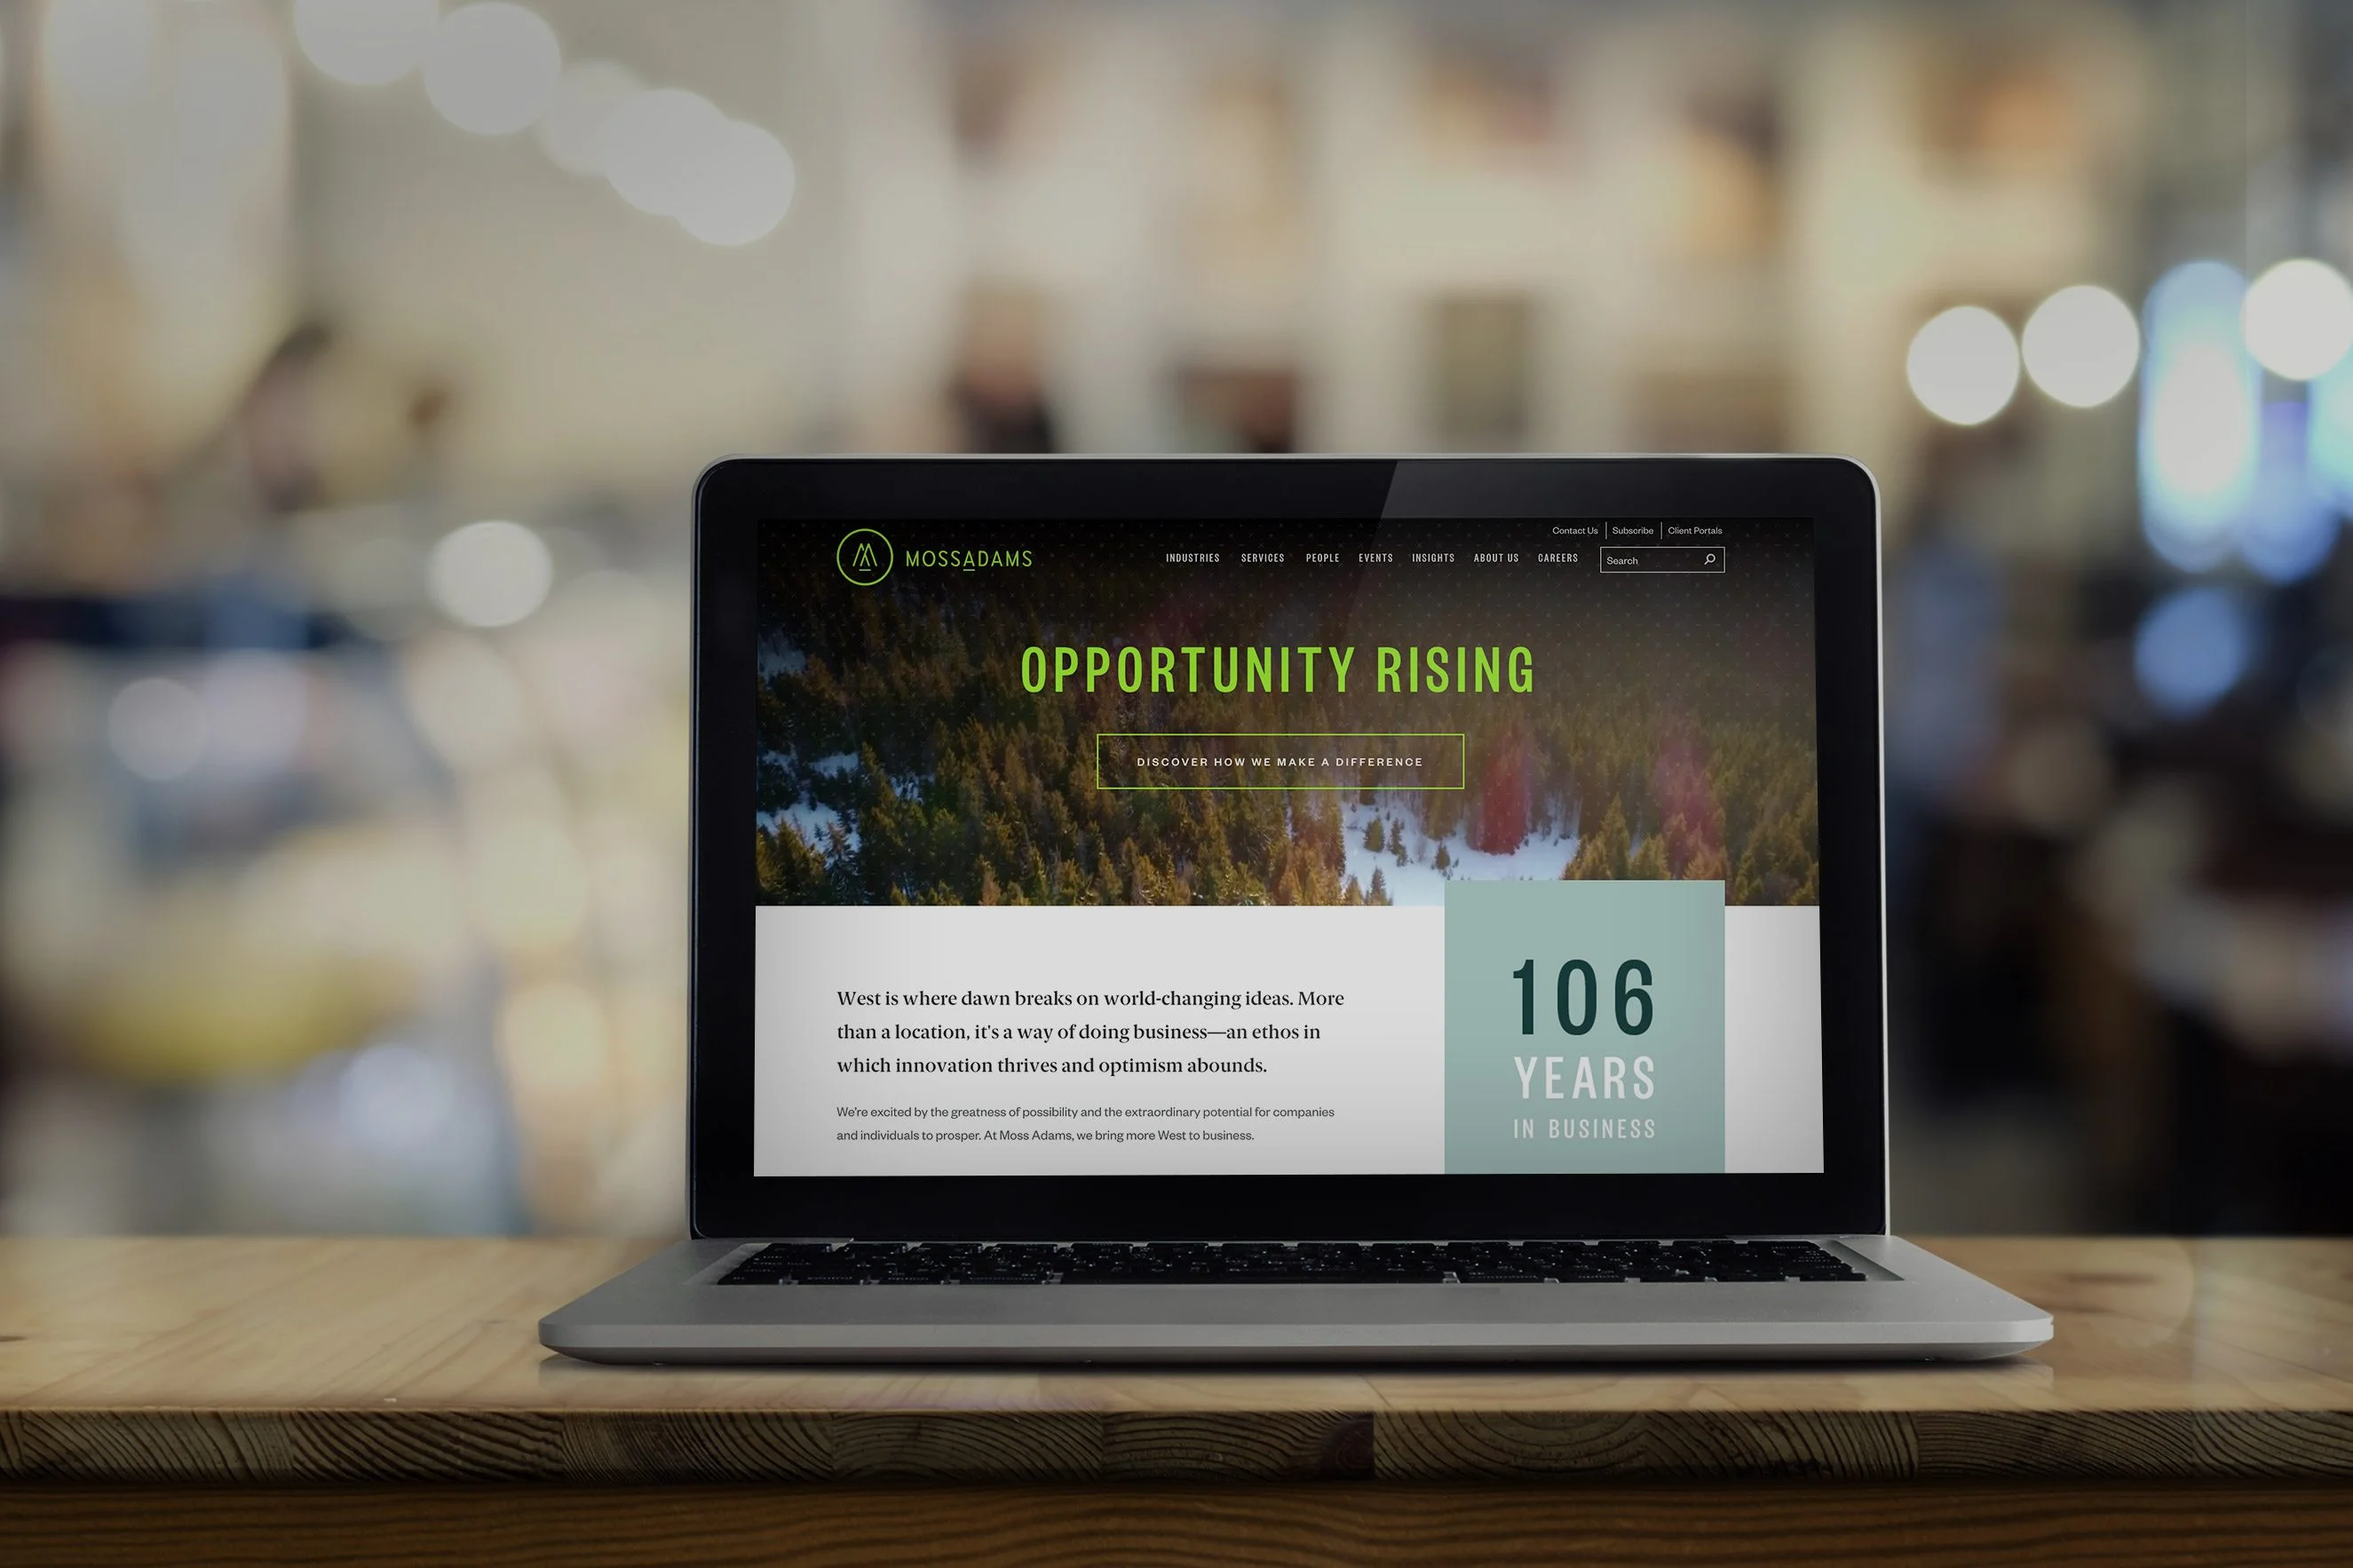 Contact Us
Subscribe
Client Portals
MOSSADAMS
INDUSTRIES
SERVICES
PEOPLE
EVENTS
INSIGHTS
ABOUT US
CAREERS
Search
OPPORTUNITY RISING
DISCOVER HOW WE MAKE A DIFFERENCE
West is where dawn breaks on world-changing ideas. More
than a location, it's a way of doing business—an ethos in
which innovation thrives and optimism abounds.
We're excited by the greatness of possibility and the extraordinary potential for companies
and individuals to prosper. At Moss Adams, we bring more West to business.
106
YEARS
IN BUSINESS